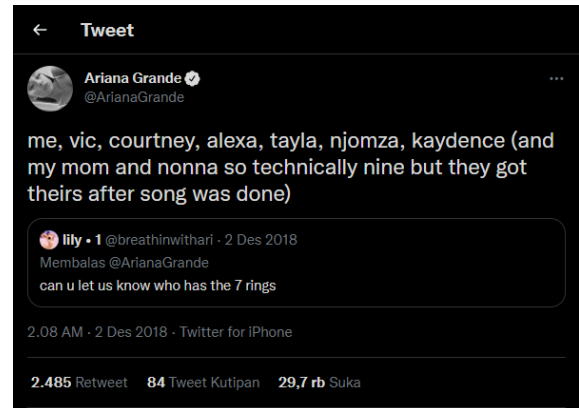 Tweet
Ariana Grande
@ArianaGrande
me, vic, courtney, alexa, tayla, njomza, kaydence (and
my mom and nonna so technically nine but they got
theirs after song was done)
lily • 1 @breathinwithari · 2 Des 2018
Membalas @ArianaGrande
can u let us know who has the 7 rings
2.08 AM · 2 Des 2018 · Twitter for iPhone
2.485 Retweet 84 Tweet Kutipan 29,7 rb Suka